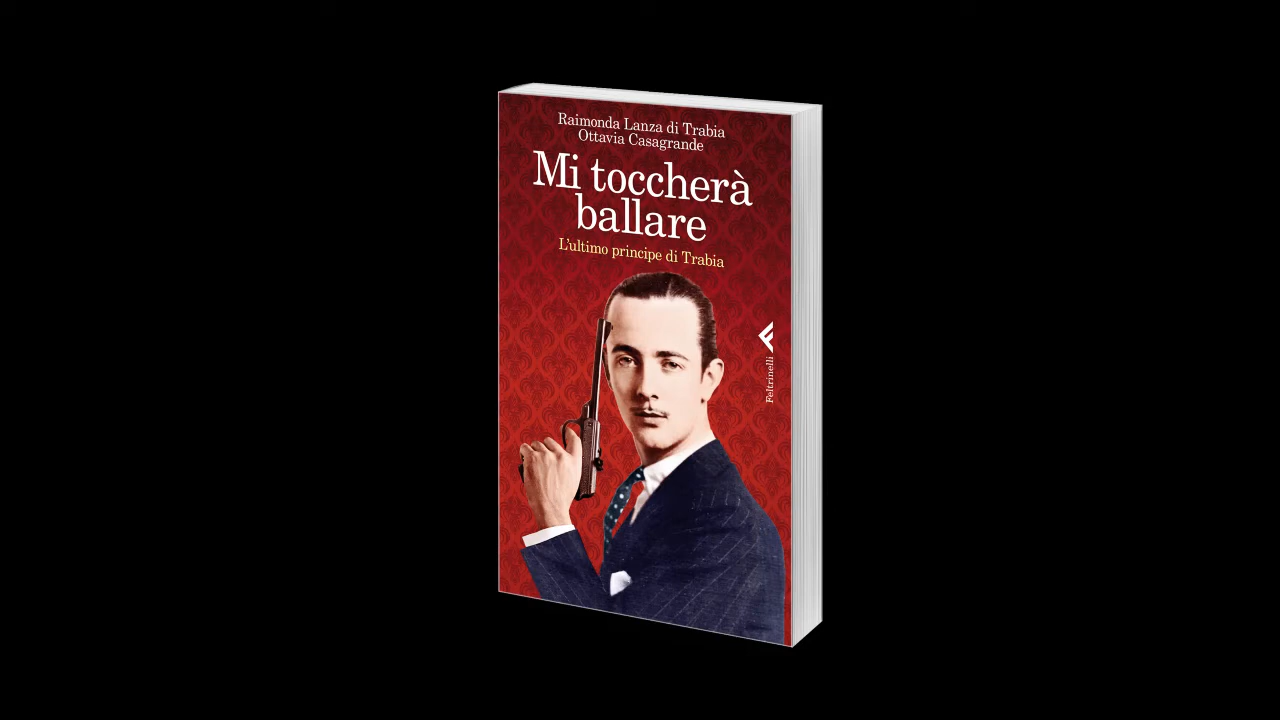 Raimonda Lanza di Trabia
Ottavia Casagrande
Mi toccherà
ballare
L'ultimo principe di Trabia
Feltrinelli